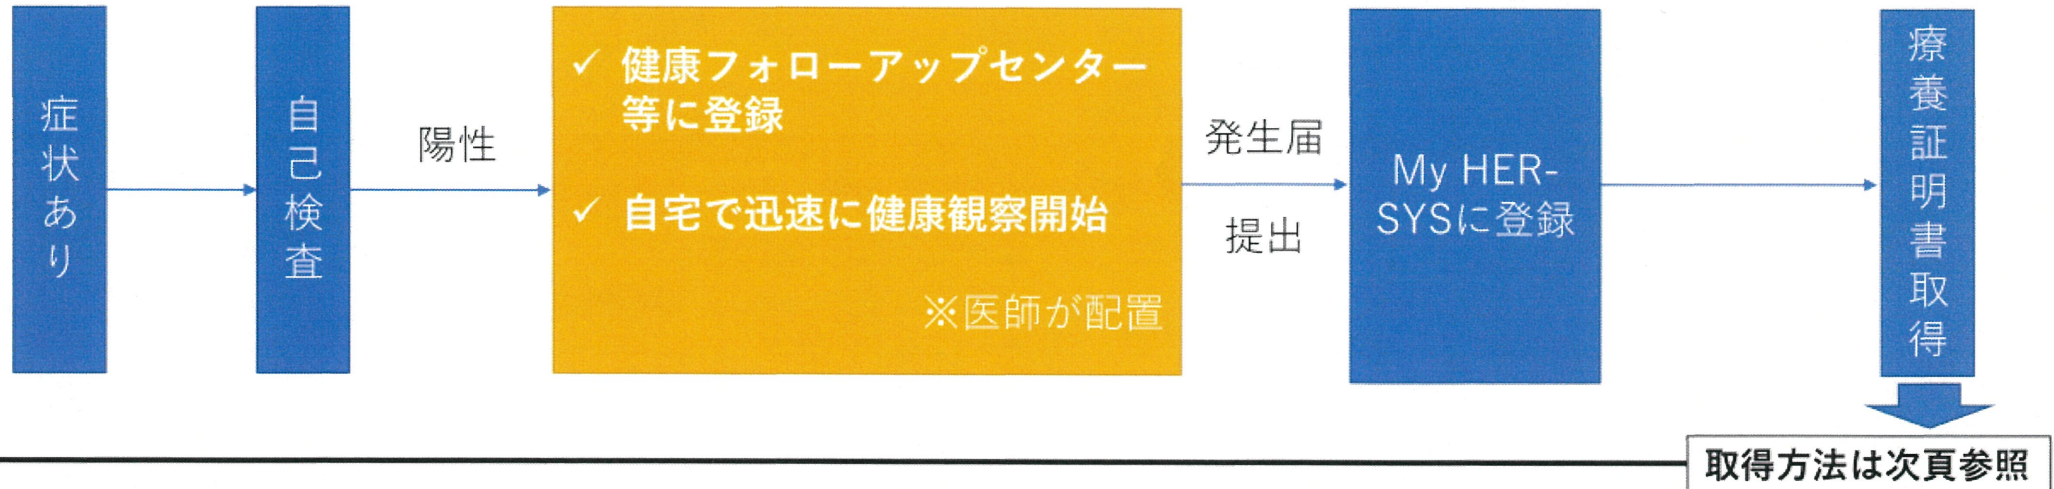 症状あり
自己検査
陽性
✓ 健康フォローアップセンター
等に登録
✓ 自宅で迅速に健康観察開始
※医師が配置
発生届
提出
My HER-
SYSに登録
療養証明書取得
取得方法は次頁参照